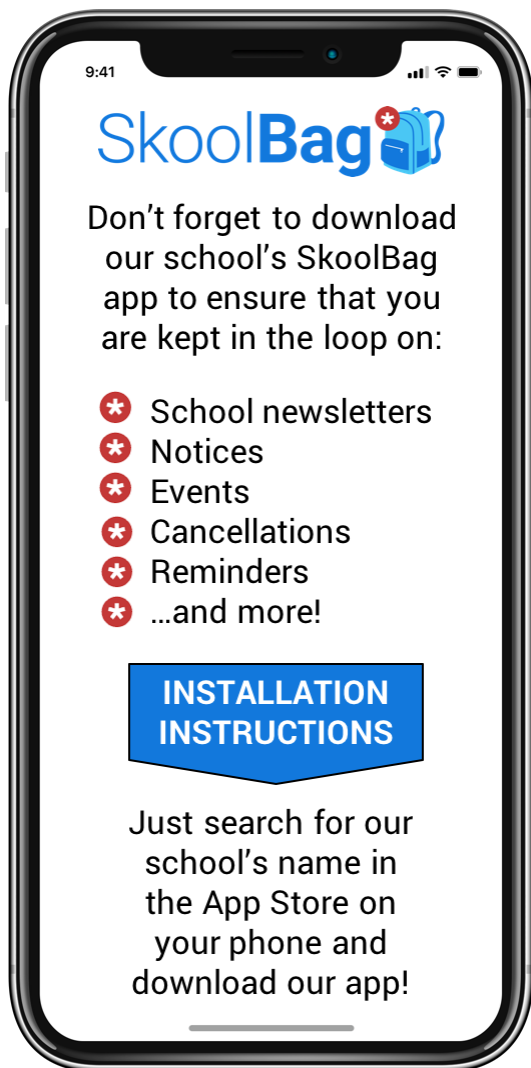 9:41
SkoolBag
Don’t forget to download
our school’s SkoolBag
app to ensure that you
are kept in the loop on:
* School newsletters
* Notices
* Events
* Cancellations
* Reminders
* …and more!
INSTALLATION
INSTRUCTIONS
Just search for our
school’s name in
the App Store on
your phone and
download our app!